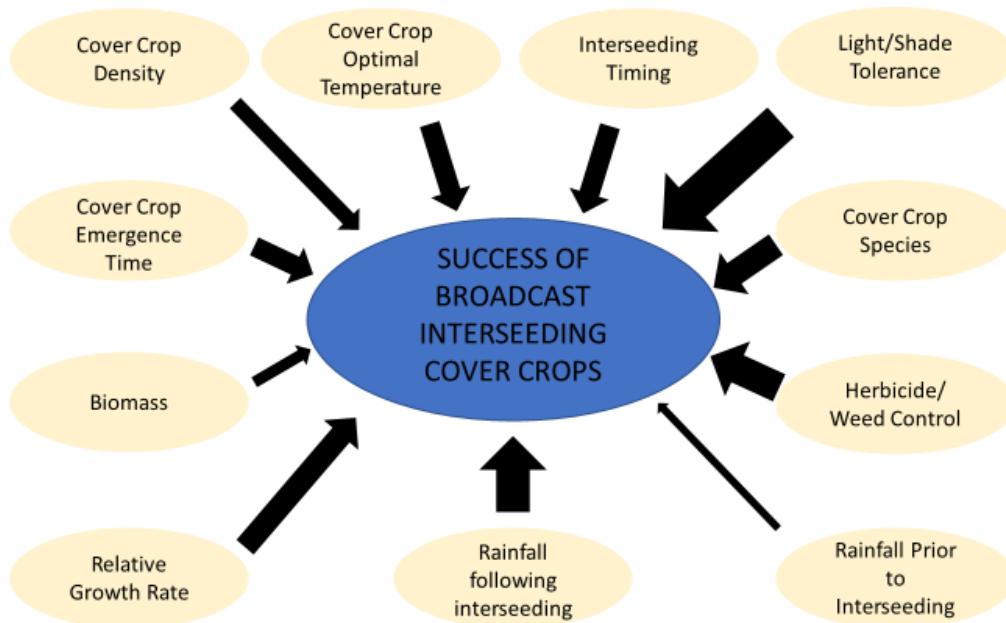 Cover Crop
Density
Cover Crop
Optimal
Temperature
Interseeding
Timing
Light/Shade
Tolerance
Cover Crop
Emergence
Time
SUCCESS OF
BROADCAST
INTERSEEDING
COVER CROPS
Cover Crop
Species
Biomass
Herbicide/
Weed Control
Relative
Growth Rate
Rainfall
following
interseeding
Rainfall Prior
to
Interseeding